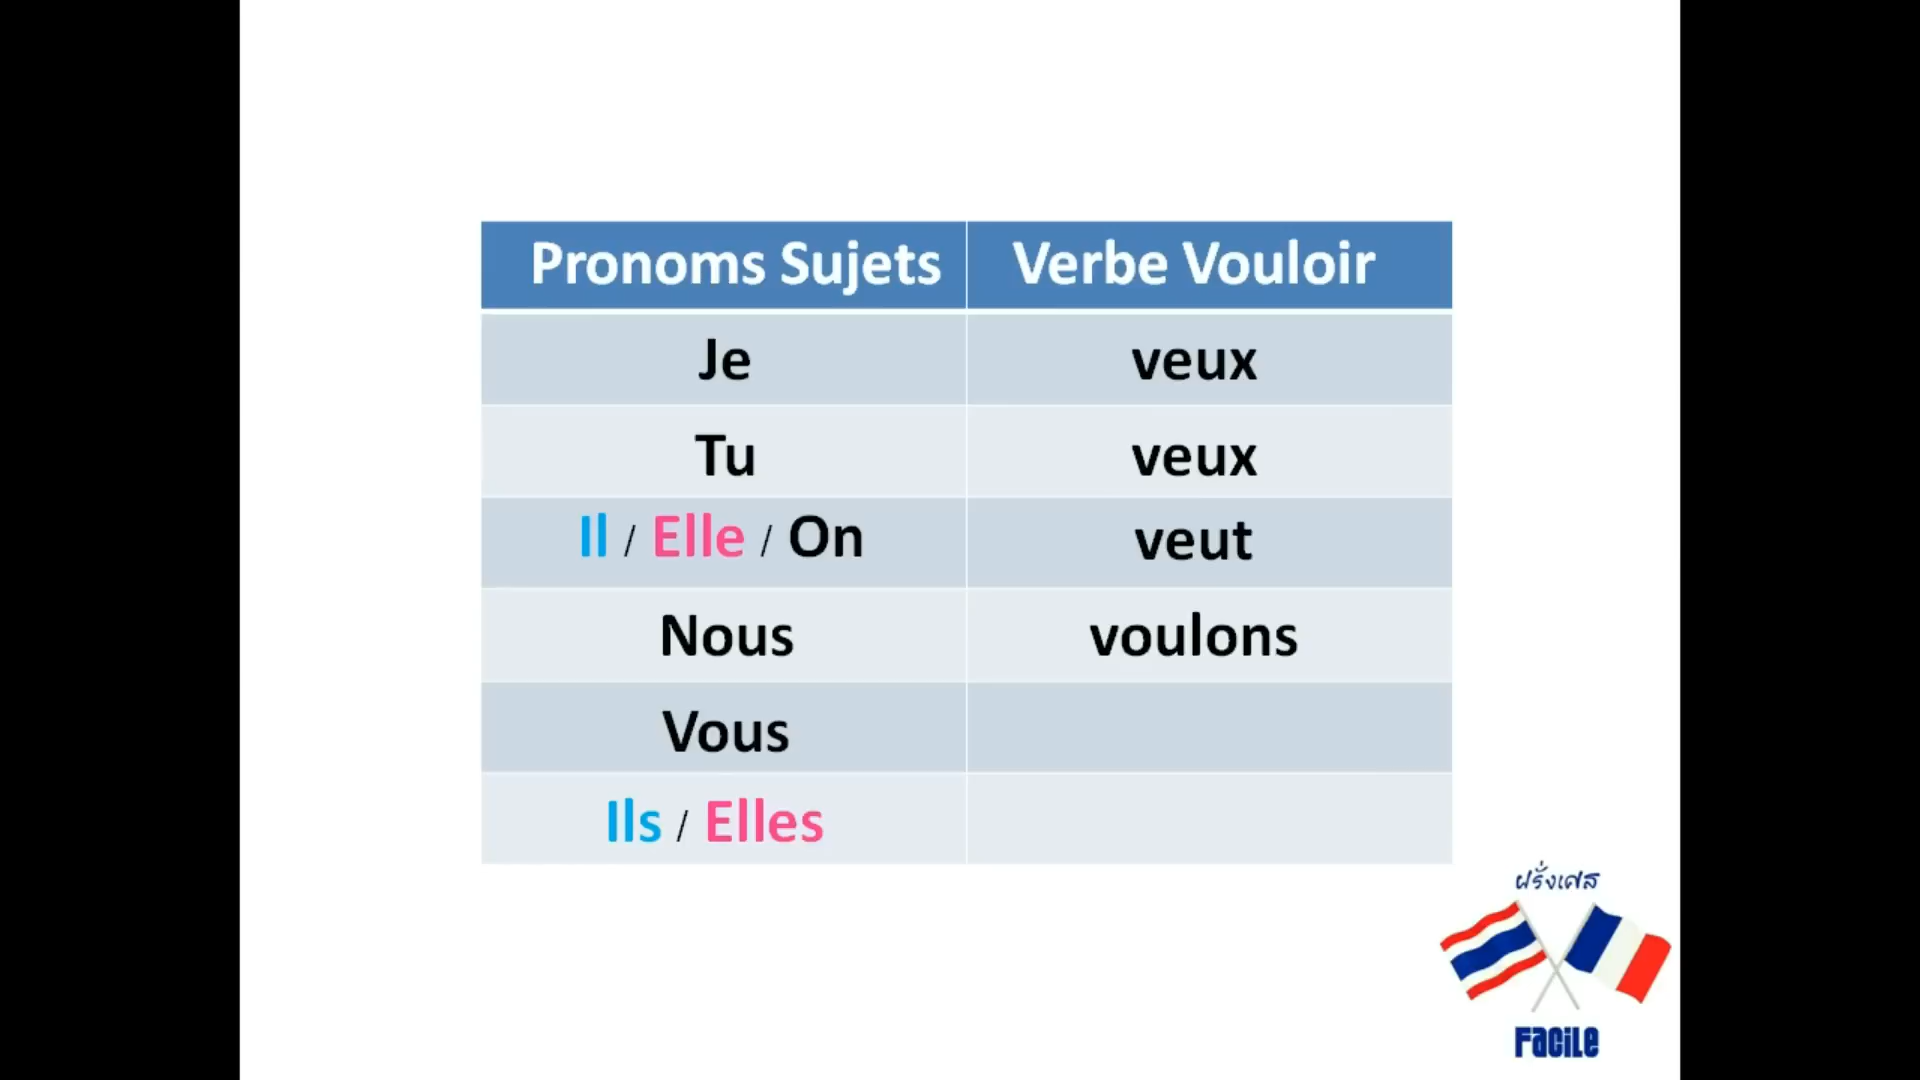 Pronoms Sujets Verbe Vouloir
Je veux
Tu veux
Il / Elle / On veut
Nous voulons
Vous
Ils / Elles
ฝรั่งเศส
FACILE